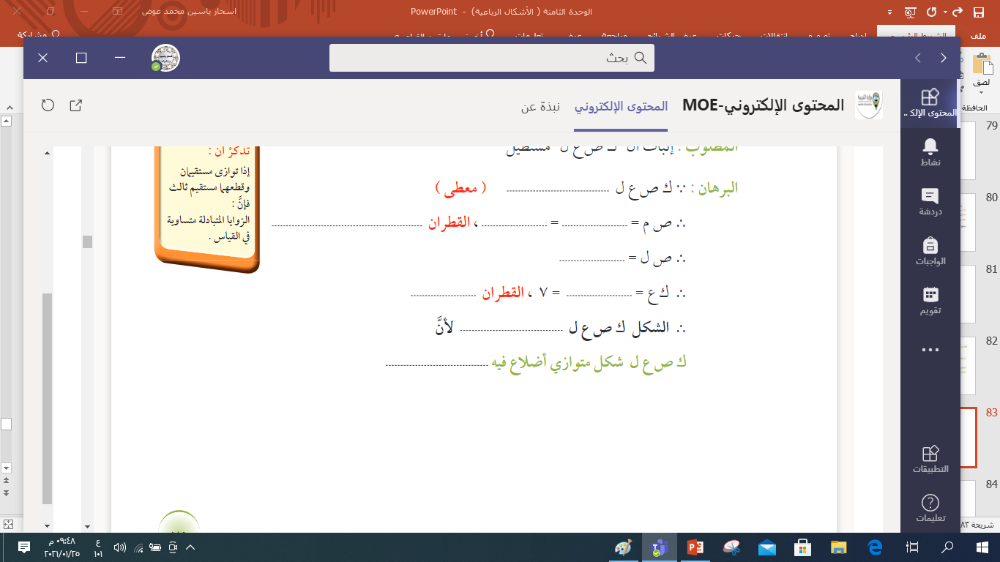 الوحدة الثامنة ( الأشكال الرباعية) - PowerPoint
اسحار ياسين محمد عوض
ملف
مشاركة
بحث
لصق
الحافظة
المحتوى الإلكتروني-MOE
المحتوى الإلكتروني
نبذة عن
المحتوى الإلكـ ..
نشاط
دردشة
الواجبات
تقويم
التطبيقات
تعليمات
المطلوب : إثبات أن ك ص ع ل مستطيل
البرهان : ∵ ك ص ع ل .................... ( معطى )
∴ ص م = .................... = .................... ، القطران ....................
∴ ص ل = ....................
∴ ك ع = .................... = ٧ ، القطران ....................
∴ الشكل ك ص ع ل .................... لأنَّ
ك ص ع ل شكل متوازي أضلاع فيه ....................
تذكرْ أن :
إذا توازى مستقيمان
وقطعهما مستقيم ثالث
فإنَّ :
الزوايا المتبادلة متساوية
في القياس .
79
80
81
82
83
84
شريحة ٨٣
٠٩:٤٨ م
٢٠٢١/٠١/٢٥
ع
١٠١